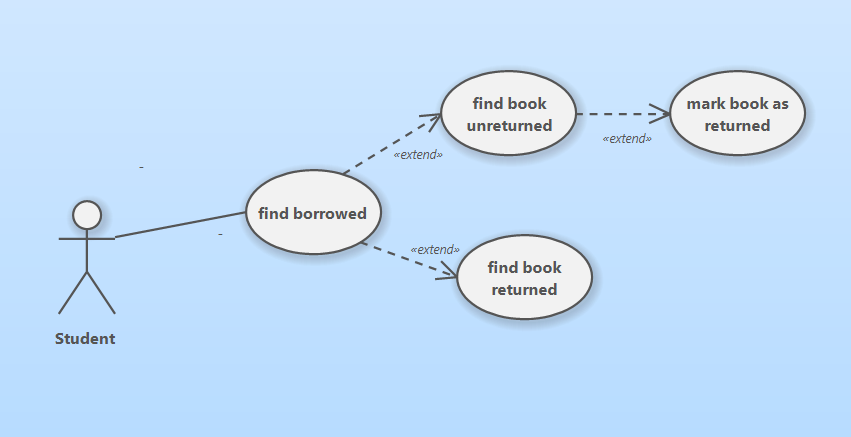 find book
unreturned
mark book as
returned
«extend»
«extend»
-
find borrowed
-
«extend»
find book
returned
Student